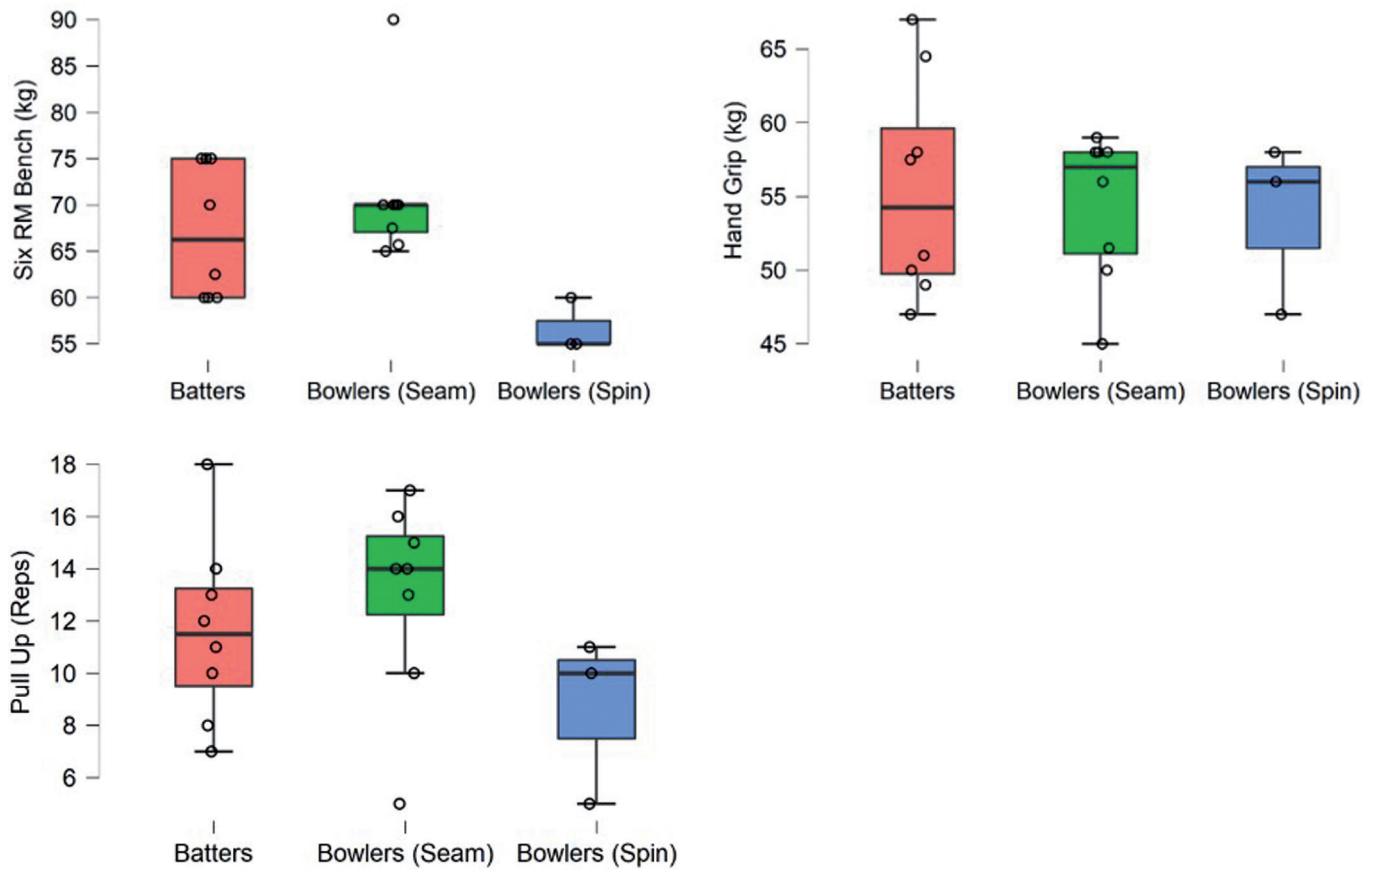 Six RM Bench (kg)
90
85
80
75
70
65
60
55
Batters
Bowlers (Seam)
Bowlers (Spin)
Hand Grip (kg)
65
60
55
50
45
Batters
Bowlers (Seam)
Bowlers (Spin)
Pull Up (Reps)
18
16
14
12
10
8
6
Batters
Bowlers (Seam)
Bowlers (Spin)